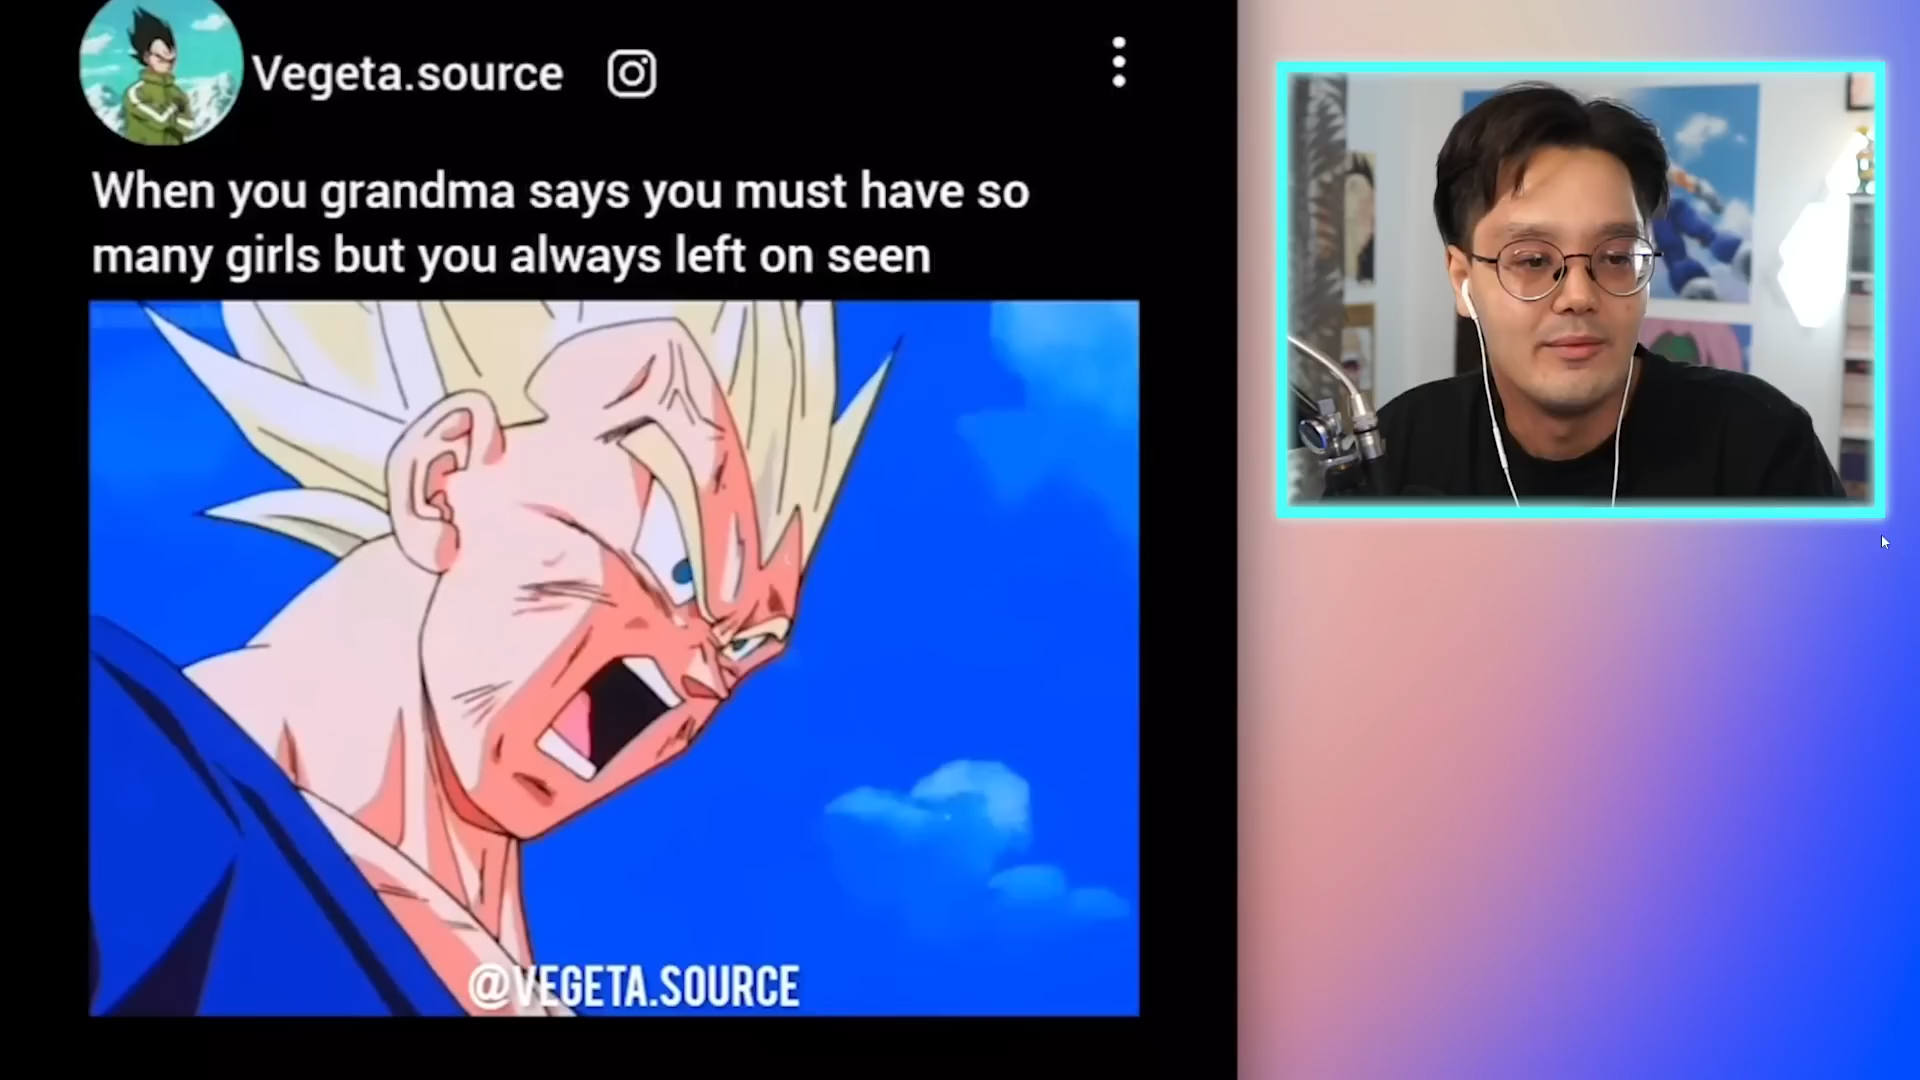 Vegeta.source
When you grandma says you must have so
many girls but you always left on seen
@VEGETA.SOURCE